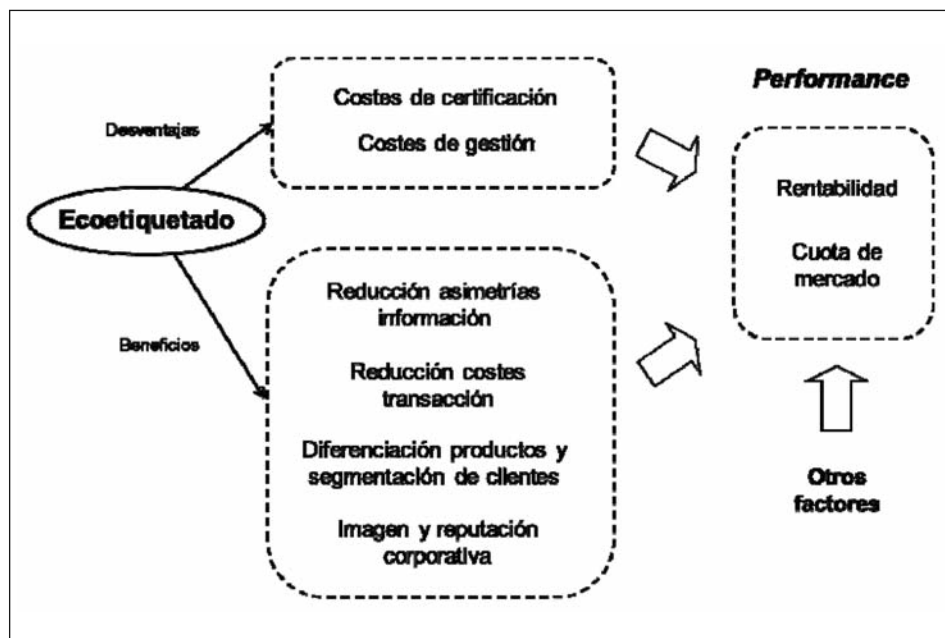 Costes de certificación
Performance
Desventajas
Costes de gestión
Rentabilidad
Ecoetiquetado
Cuota de
mercado
Reducción asimetrías
información
Beneficios
Reducción costes
transacción
Diferenciación productos y
segmentación de clientes
Otros
factores
Imagen y reputación
corporativa